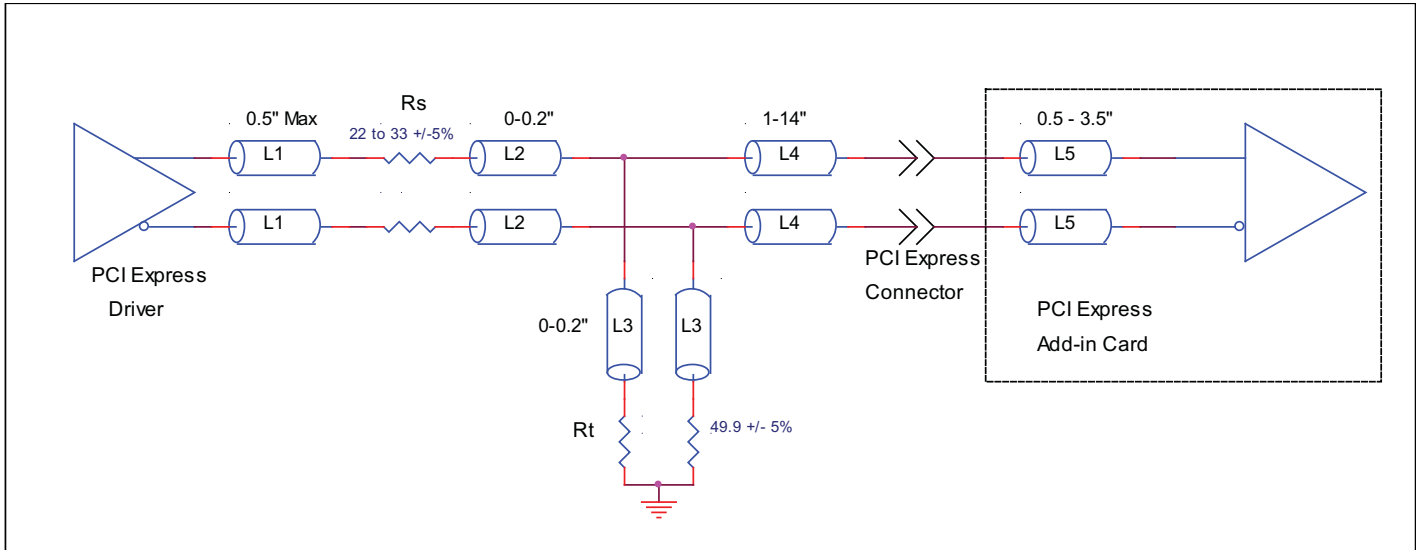 Rs
0.5" Max
22 to 33 +/-5%
0-0.2"
1-14"
0.5 - 3.5"
L1
L2
L4
L5
L1
L2
L4
L5
PCI Express
Driver
PCI Express
Connector
0-0.2"
L3
L3
PCI Express
Add-in Card
Rt
49.9 +/- 5%